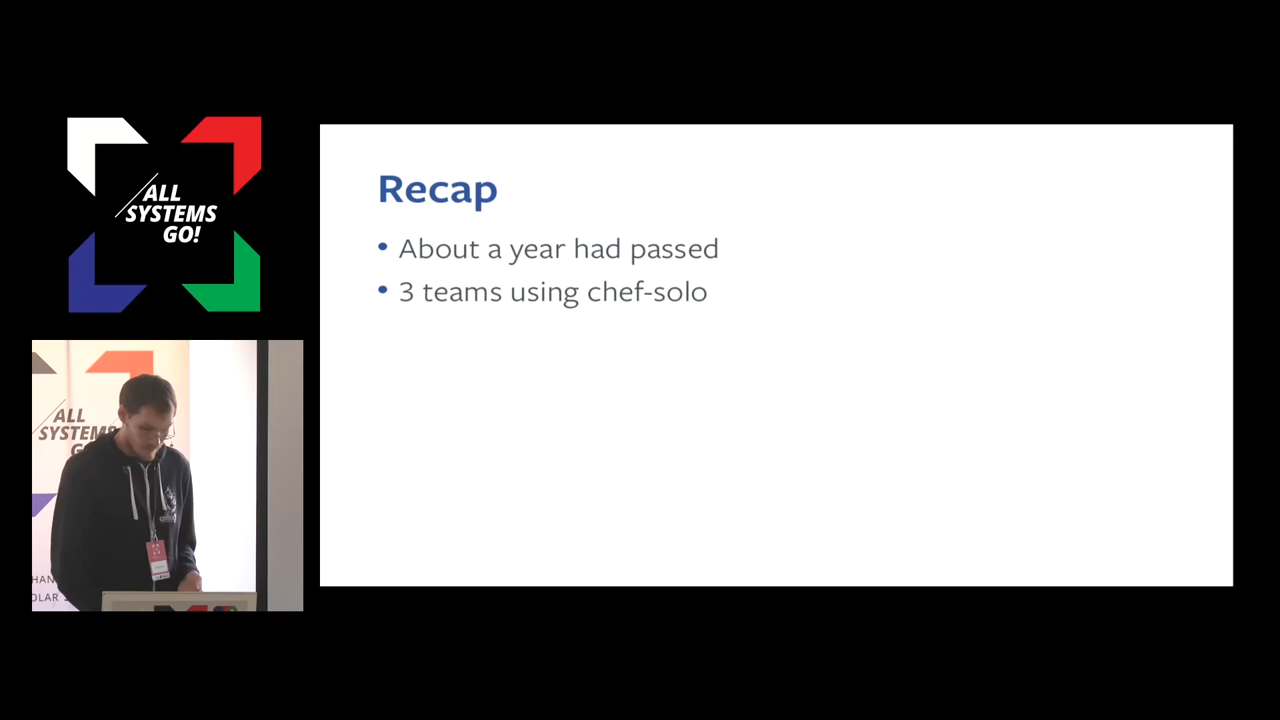 ALL
SYSTEMS
GO!
Recap
• About a year had passed
• 3 teams using chef-solo
ALL
SYSTEMS